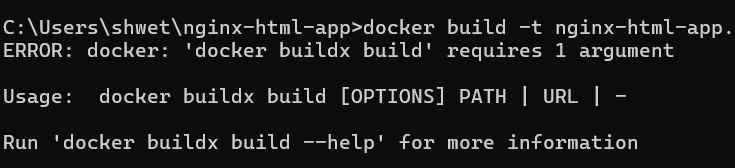 C:\Users\shwet\nginx-html-app>docker build -t nginx-html-app.
ERROR: docker: 'docker buildx build' requires 1 argument
Usage:  docker buildx build [OPTIONS] PATH | URL | -
Run 'docker buildx build --help' for more information